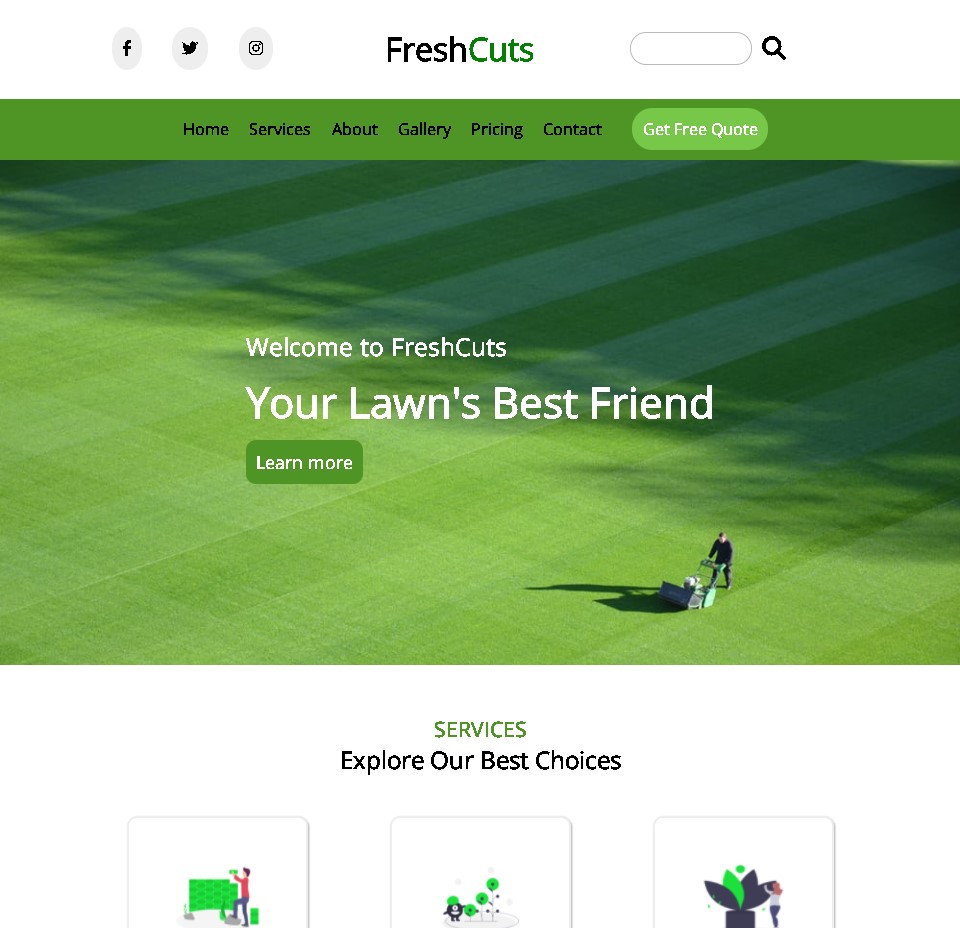 FreshCuts
Home Services About Gallery Pricing Contact Get Free Quote
Welcome to FreshCuts
Your Lawn's Best Friend
Learn more
SERVICES
Explore Our Best Choices